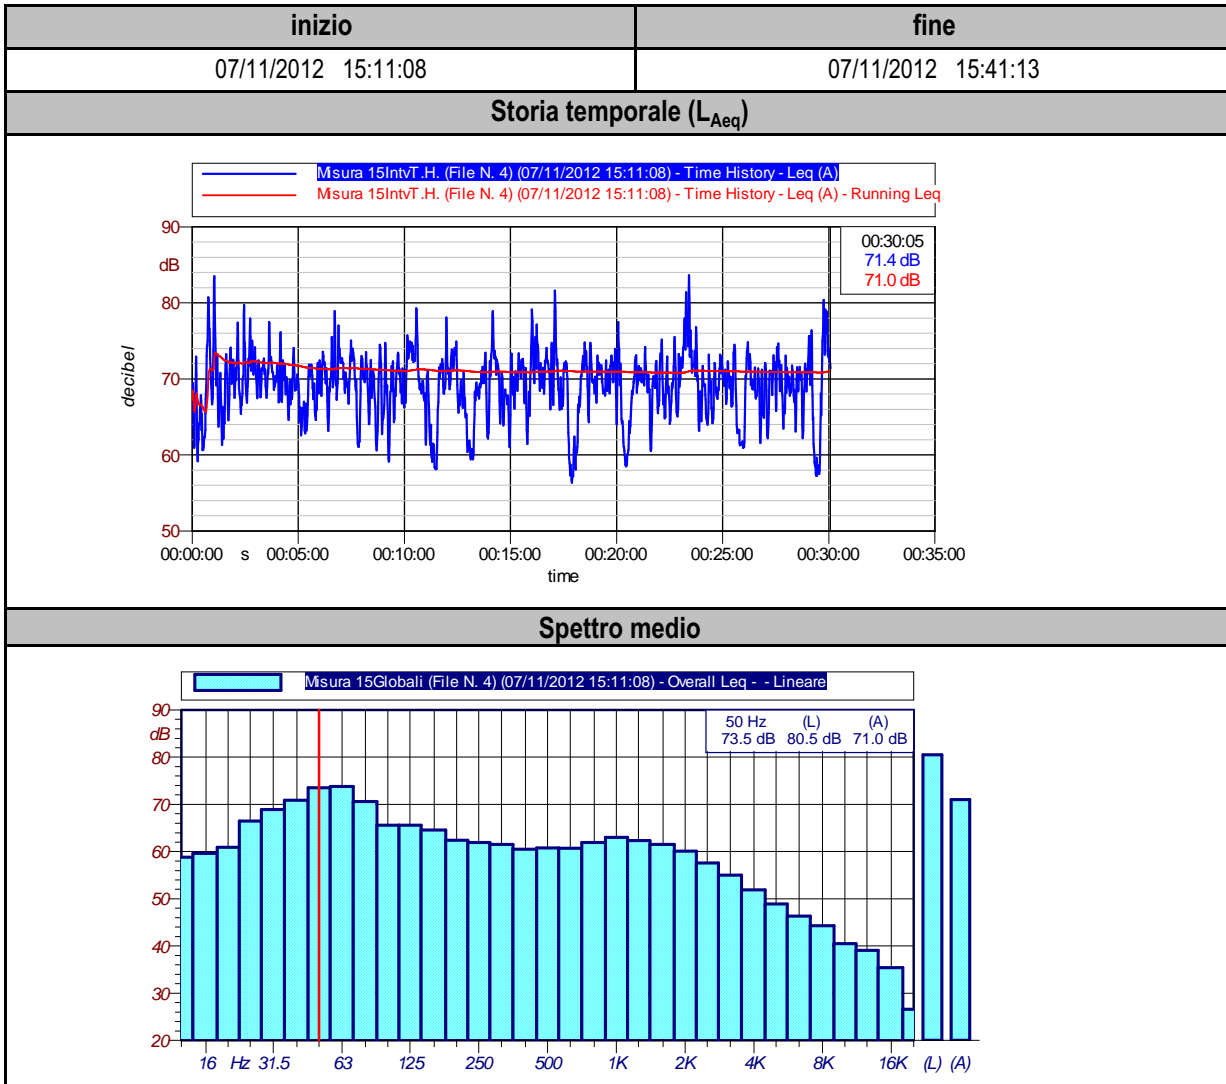 inizio fine
07/11/2012 15:11:08 07/11/2012 15:41:13
Storia temporale (LAeq)
Misura 15IntvT.H. (File N. 4) (07/11/2012 15:11:08) - Time History - Leq (A)
Misura 15IntvT.H. (File N. 4) (07/11/2012 15:11:08) - Time History - Leq (A) - Running Leq
90
dB
80
70
60
50
decibel
00:30:05
71.4 dB
71.0 dB
00:00:00 s 00:05:00 00:10:00 00:15:00 00:20:00 00:25:00 00:30:00 00:35:00
time
Spettro medio
Misura 15Globali (File N. 4) (07/11/2012 15:11:08) - Overall Leq - - Lineare
90
dB
80
70
60
50
40
30
20
50 Hz (L) (A)
73.5 dB 80.5 dB 71.0 dB
16 Hz 31.5 63 125 250 500 1K 2K 4K 8K 16K (L) (A)